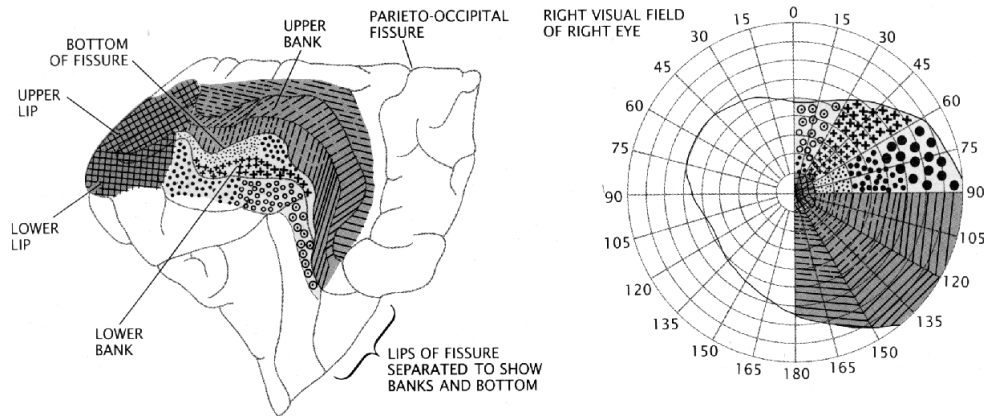 PARIETO-OCCIPITAL
FISSURE
UPPER
BANK
BOTTOM
OF FISSURE
UPPER
LIP
LOWER
LIP
LOWER
BANK
LIPS OF FISSURE
SEPARATED TO SHOW
BANKS AND BOTTOM
RIGHT VISUAL FIELD
OF RIGHT EYE
0
15
15
30
30
45
45
60
60
75
75
90
90
105
105
120
120
135
135
150
150
165
165
180